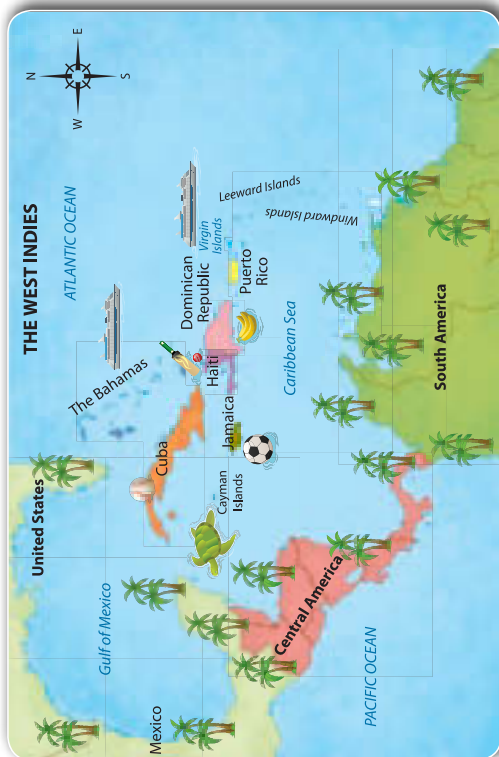 THE WEST INDIES
N
E
S
W
ATLANTIC OCEAN
United States
The Bahamas
Gulf of Mexico
Cuba
Mexico
Cayman
Islands
Jamaica
Haiti
Dominican
Republic
Puerto
Rico
Virgin
Islands
Leeward Islands
Windward Islands
Caribbean Sea
Central America
PACIFIC OCEAN
South America